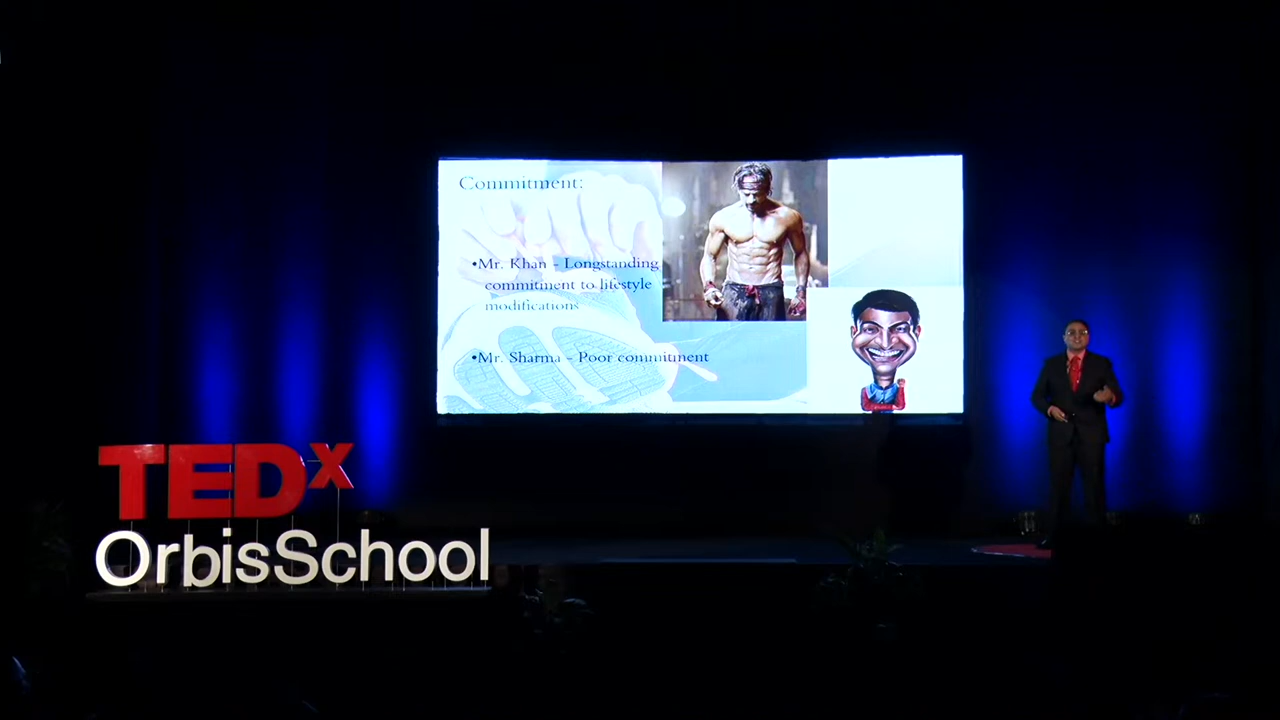 Commitment:
•Mr. Khan - Longstanding
commitment to lifestyle
modifications
•Mr. Sharma - Poor commitment
TEDx
OrbisSchool